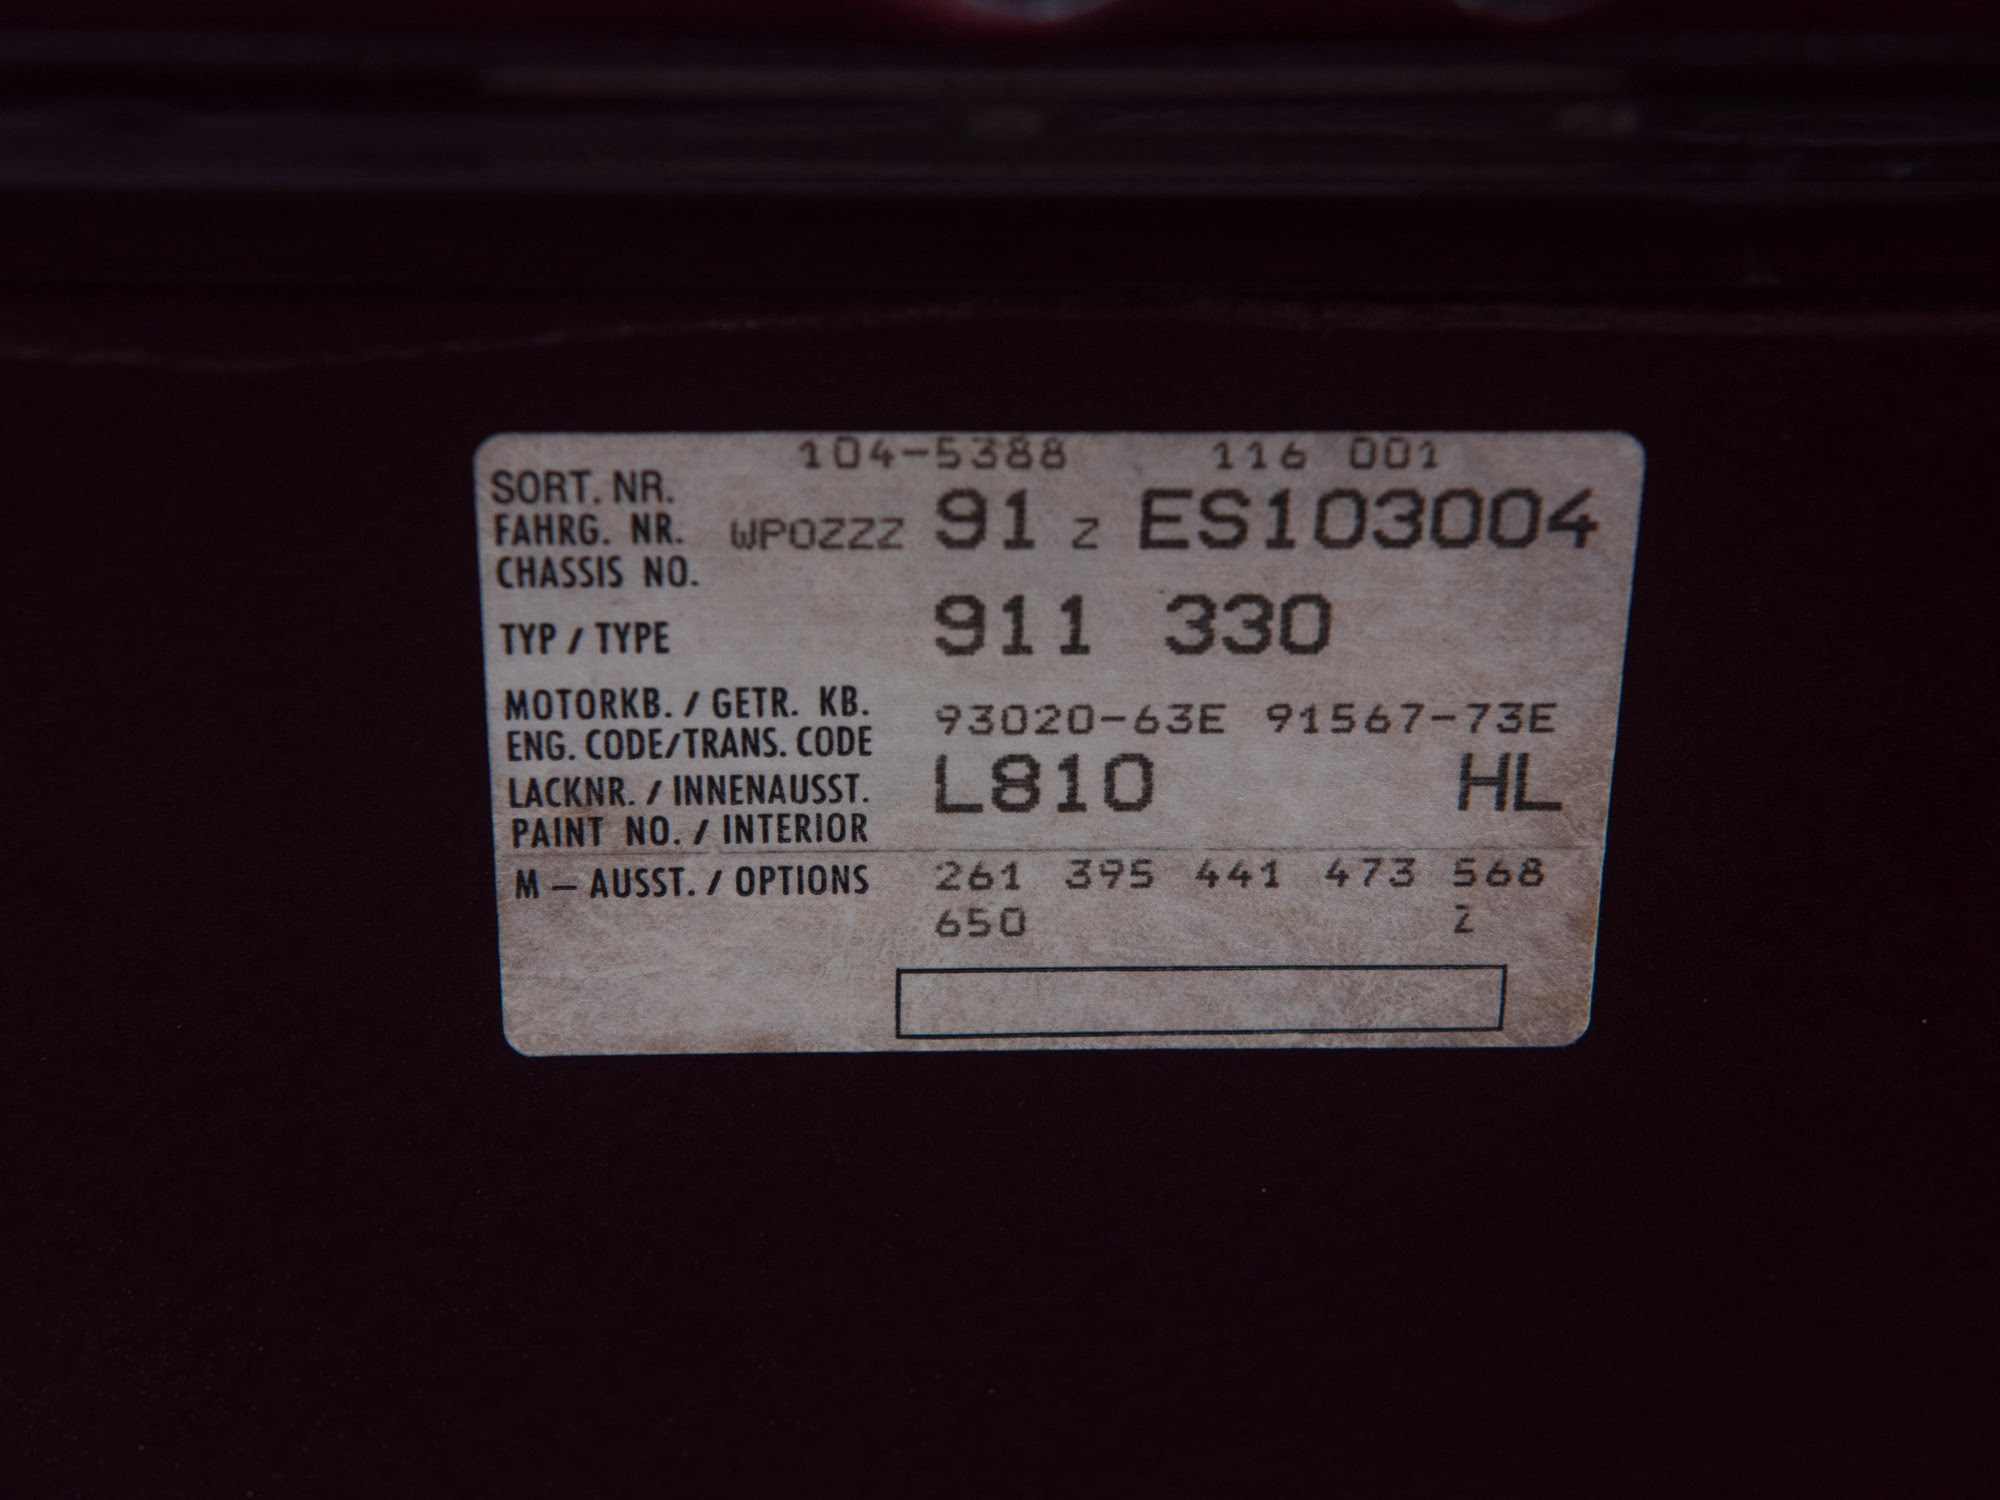 104-5388 116 001
SORT. NR.
FAHRG. NR. WP0ZZZ 91 Z ES103004
CHASSIS NO.
TYP / TYPE 911 330
MOTORKB. / GETR. KB. 93020-63E 91567-73E
ENG. CODE/TRANS. CODE
LACKNR. / INNENAUSST. L810 HL
PAINT NO. / INTERIOR
M – AUSST. / OPTIONS 261 395 441 473 568
650 Z